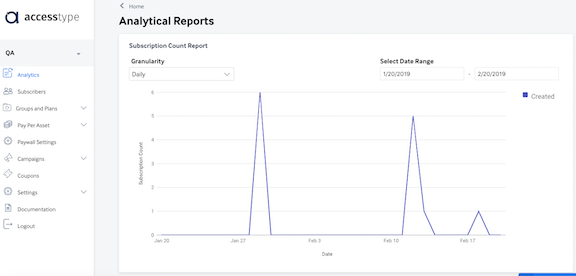 accesstype
QA
Analytics
Subscribers
Groups and Plans
Pay Per Asset
Paywall Settings
Campaigns
Coupons
Settings
Documentation
Logout
Home
Analytical Reports
Subscription Count Report
Granularity
Daily
Select Date Range
1/20/2019 - 2/20/2019
Created
Subscription Count
6
5
4
3
2
1
0
Jan 20 Jan 27 Feb 3 Feb 10 Feb 17
Date